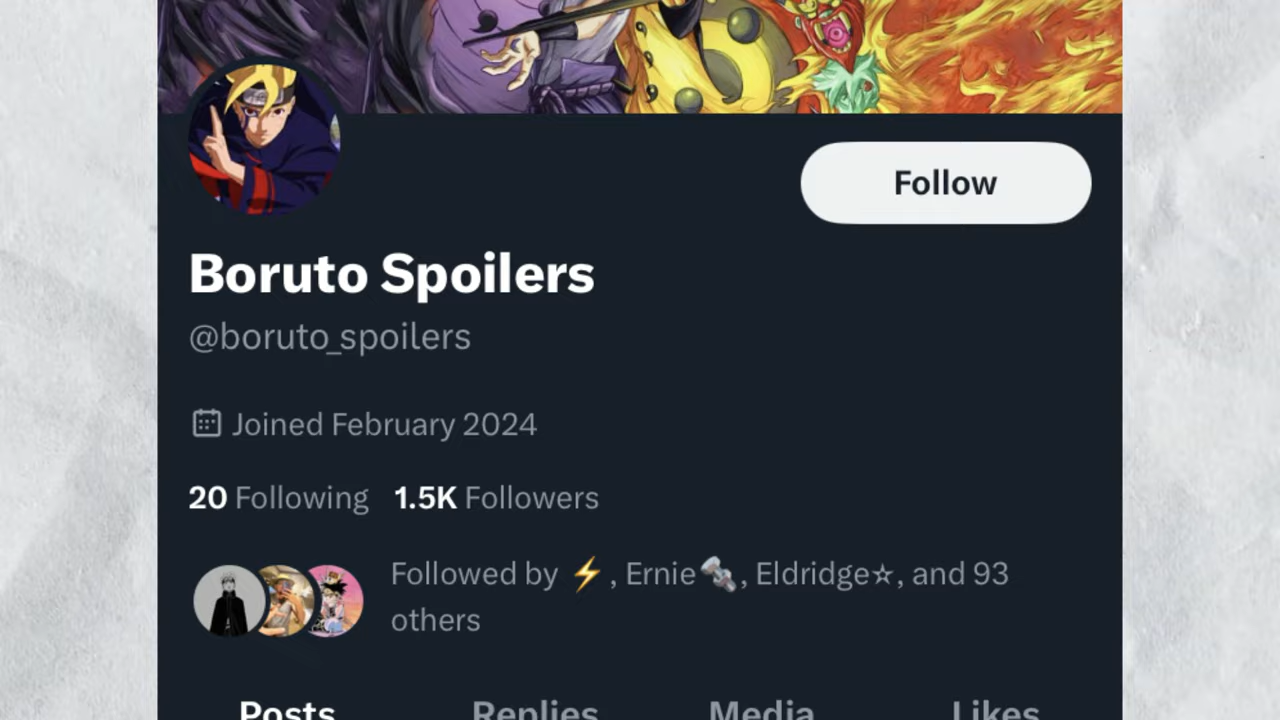 Follow
Boruto Spoilers
@boruto_spoilers
Joined February 2024
20 Following 1.5K Followers
Followed by ⚡, Ernie🔩, Eldridge☆, and 93
others
Posts Replies Media Likes